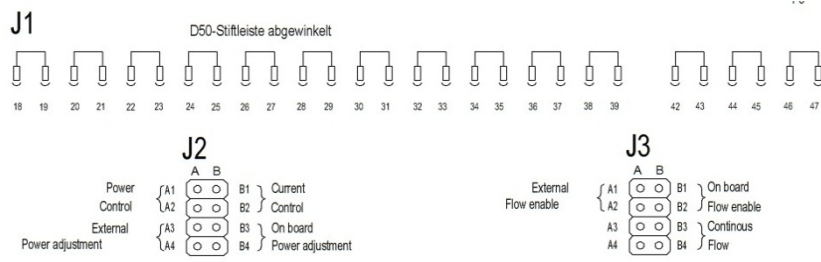 J1
D50-Stiftleiste abgewinkelt
18 19 20 21 22 23 24 25 26 27 28 29 30 31 32 33 34 35 36 37 38 39 42 43 44 45 46 47
J2
A B
Power A1 B1 Current
Control A2 B2 Control
External A3 B3 On board
Power adjustment A4 B4 Power adjustment
J3
A B
External A1 B1 On board
Flow enable A2 B2 Flow enable
A3 B3 Continous
A4 B4 Flow